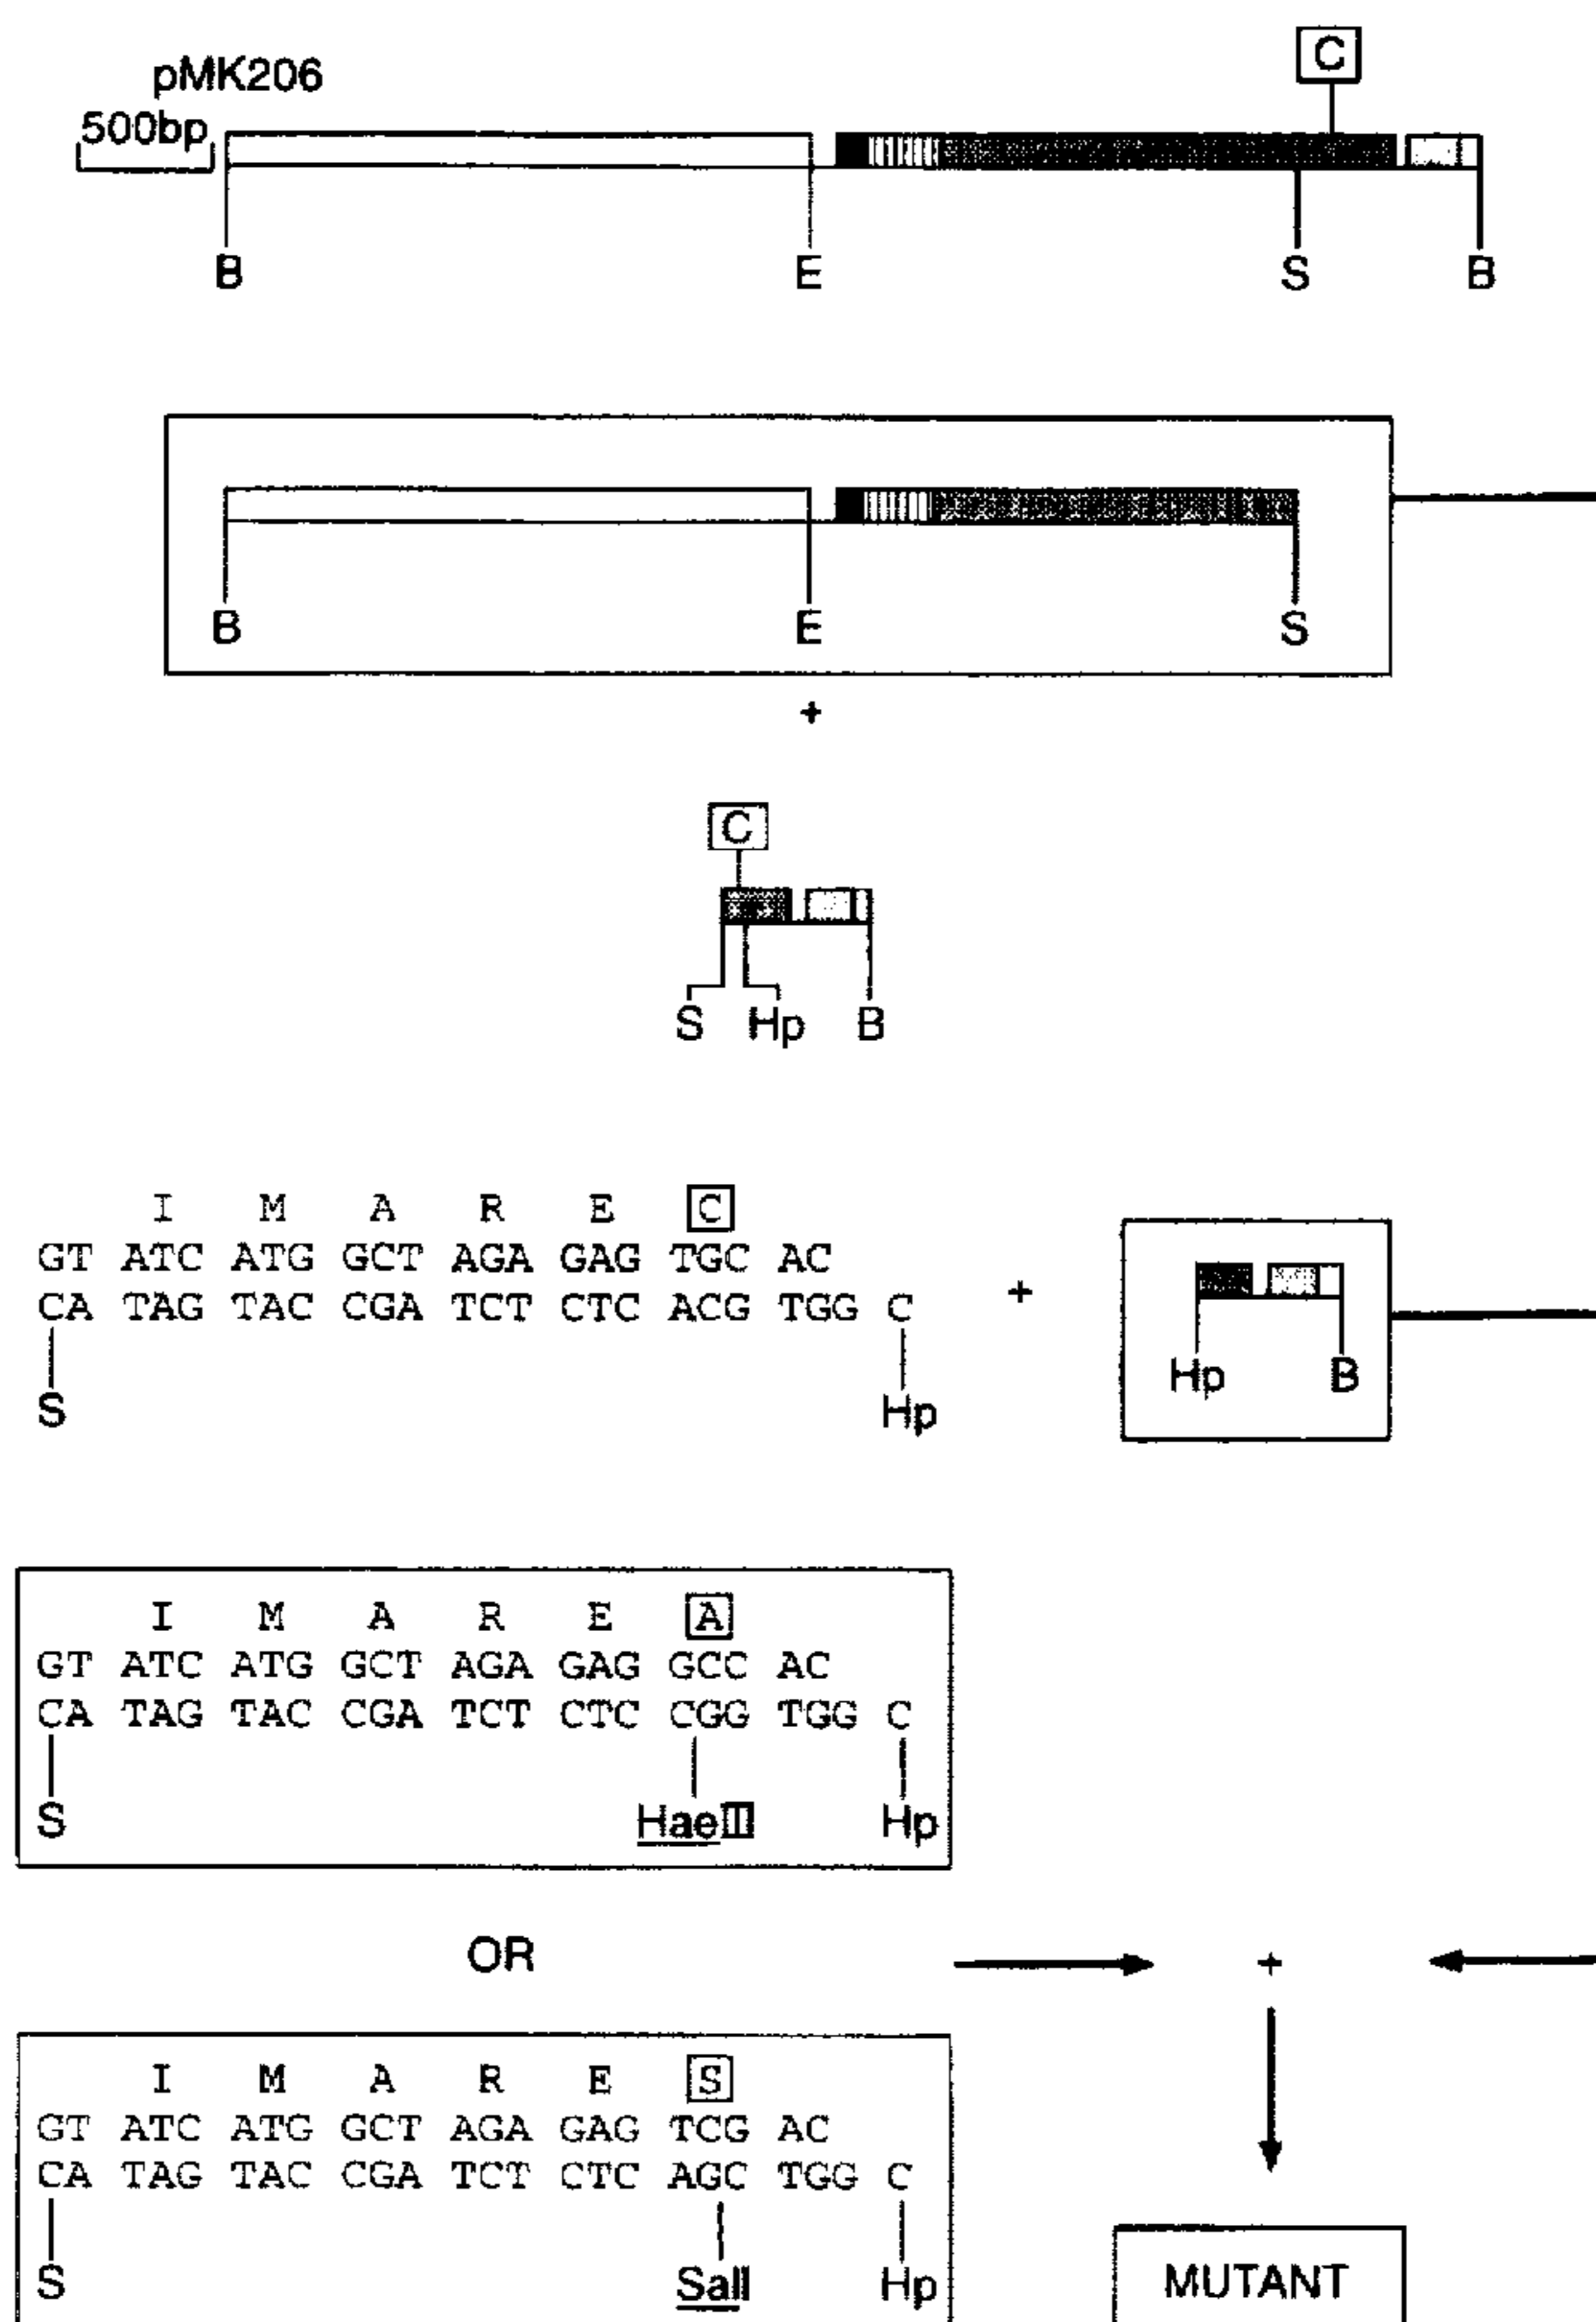 C
pMK206
500bp
B E S B
B E S
+
C
S Hp B
I M A R E C
GT ATC ATG GCT AGA GAG TGC AC
CA TAG TAC CGA TCT CTC ACG TGG C
S Hp
+
Hp B
I M A R E A
GT ATC ATG GCT AGA GAG GCC AC
CA TAG TAC CGA TCT CTC CGG TGG C
S HaeIII Hp
OR
+
I M A R E S
GT ATC ATG GCT AGA GAG TCG AC
CA TAG TAC CGA TCT CTC AGC TGG C
S SalI Hp
MUTANT